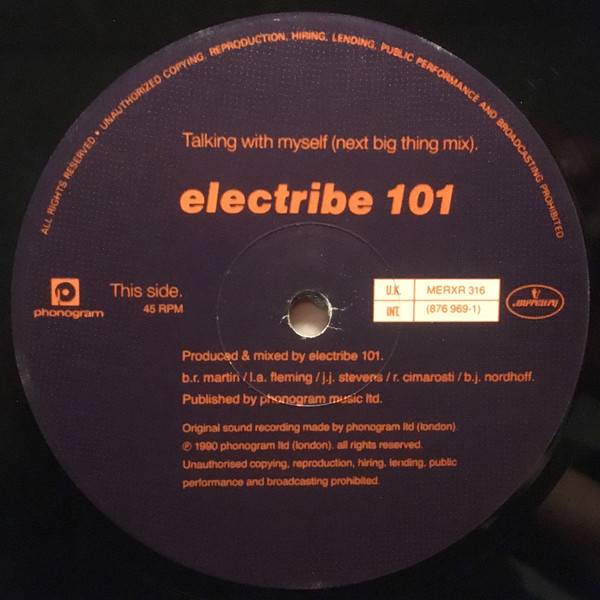 ALL RIGHTS RESERVED • UNAUTHORIZED COPYING, REPRODUCTION, HIRING, LENDING, PUBLIC PERFORMANCE AND BROADCASTING PROHIBITED
Talking with myself (next big thing mix).
electribe 101
phonogram
This side.
45 RPM
U.K. MERXR 316
INT. (876 969-1)
mercury
Produced & mixed by electribe 101.
b.r. martin / l.a. fleming / j.j. stevens / r. cimarosti / b.j. nordhoff.
Published by phonogram music ltd.
Original sound recording made by phonogram ltd (london).
℗ 1990 phonogram ltd (london). all rights reserved.
Unauthorised copying, reproduction, hiring, lending, public
performance and broadcasting prohibited.